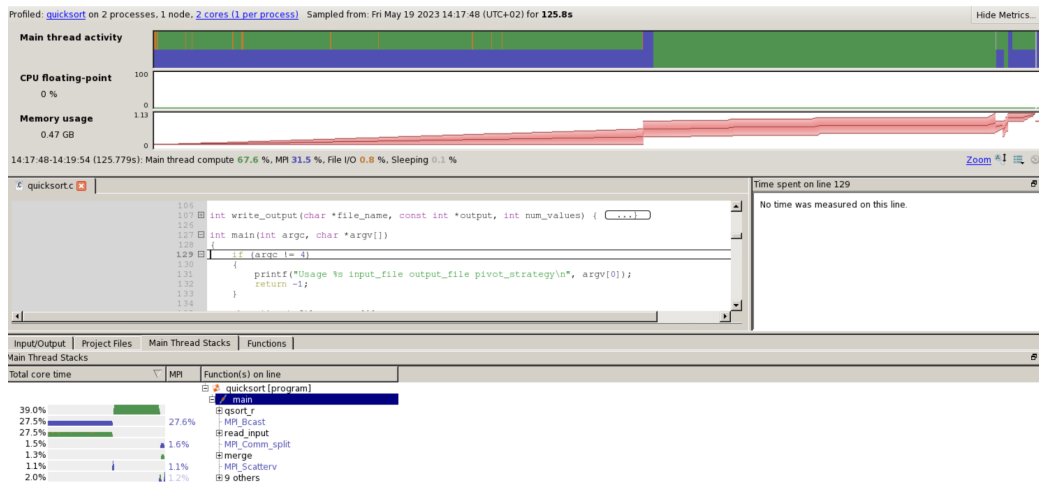 Profiled: quicksort on 2 processes, 1 node, 2 cores (1 per process) Sampled from: Fri May 19 2023 14:17:48 (UTC+02) for 125.8s
Hide Metrics...
Main thread activity
CPU floating-point
0 %
100
0
Memory usage
0.47 GB
1.13
0
14:17:48-14:19:54 (125.779s): Main thread compute 67.6 %, MPI 31.5 %, File I/O 0.8 %, Sleeping 0.1 %
Zoom
quicksort.c
Time spent on line 129
No time was measured on this line.
106
107 int write_output(char *file_name, const int *output, int num_values) { ...}
126
127 int main(int argc, char *argv[])
128 {
129 if (argc != 4)
130 {
131 printf("Usage %s input_file output_file pivot_strategy\n", argv[0]);
132 return -1;
133 }
134
Input/Output Project Files Main Thread Stacks Functions
Main Thread Stacks
Total core time MPI Function(s) on line
quicksort [program]
main
39.0% qsort_r
27.5% 27.6% MPI_Bcast
27.5% read_input
1.5% 1.6% MPI_Comm_split
1.3% merge
1.1% 1.1% MPI_Scatterv
2.0% 1.2% 9 others